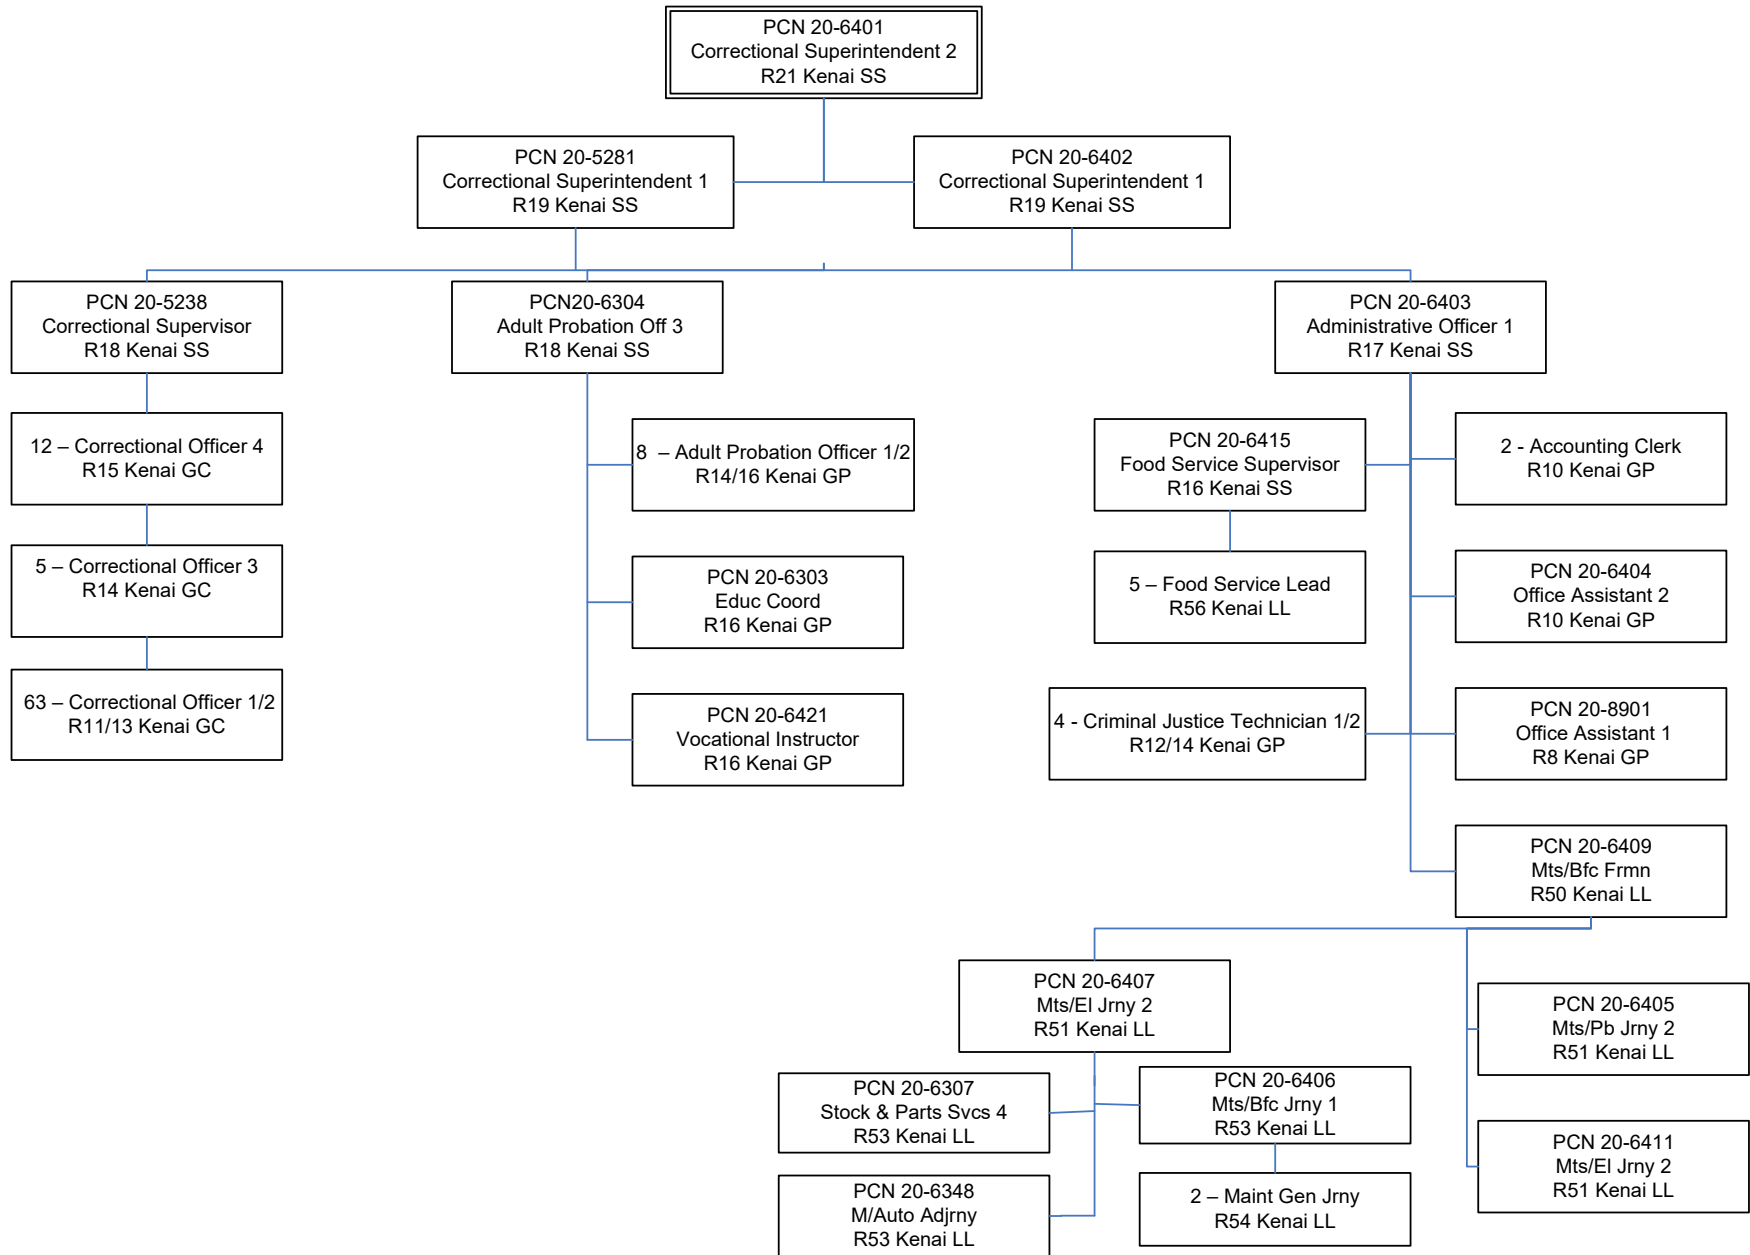 PCN 20-6401
Correctional Superintendent 2
R21 Kenai SS
PCN 20-5281
Correctional Superintendent 1
R19 Kenai SS
PCN 20-6402
Correctional Superintendent 1
R19 Kenai SS
PCN 20-5238
Correctional Supervisor
R18 Kenai SS
PCN20-6304
Adult Probation Off 3
R18 Kenai SS
PCN 20-6403
Administrative Officer 1
R17 Kenai SS
12 – Correctional Officer 4
R15 Kenai GC
5 – Correctional Officer 3
R14 Kenai GC
63 – Correctional Officer 1/2
R11/13 Kenai GC
8 – Adult Probation Officer 1/2
R14/16 Kenai GP
PCN 20-6303
Educ Coord
R16 Kenai GP
PCN 20-6421
Vocational Instructor
R16 Kenai GP
PCN 20-6415
Food Service Supervisor
R16 Kenai SS
5 – Food Service Lead
R56 Kenai LL
4 - Criminal Justice Technician 1/2
R12/14 Kenai GP
2 - Accounting Clerk
R10 Kenai GP
PCN 20-6404
Office Assistant 2
R10 Kenai GP
PCN 20-8901
Office Assistant 1
R8 Kenai GP
PCN 20-6409
Mts/Bfc Frmn
R50 Kenai LL
PCN 20-6407
Mts/El Jrny 2
R51 Kenai LL
PCN 20-6307
Stock & Parts Svcs 4
R53 Kenai LL
PCN 20-6348
M/Auto Adjrny
R53 Kenai LL
PCN 20-6406
Mts/Bfc Jrny 1
R53 Kenai LL
2 – Maint Gen Jrny
R54 Kenai LL
PCN 20-6405
Mts/Pb Jrny 2
R51 Kenai LL
PCN 20-6411
Mts/El Jrny 2
R51 Kenai LL